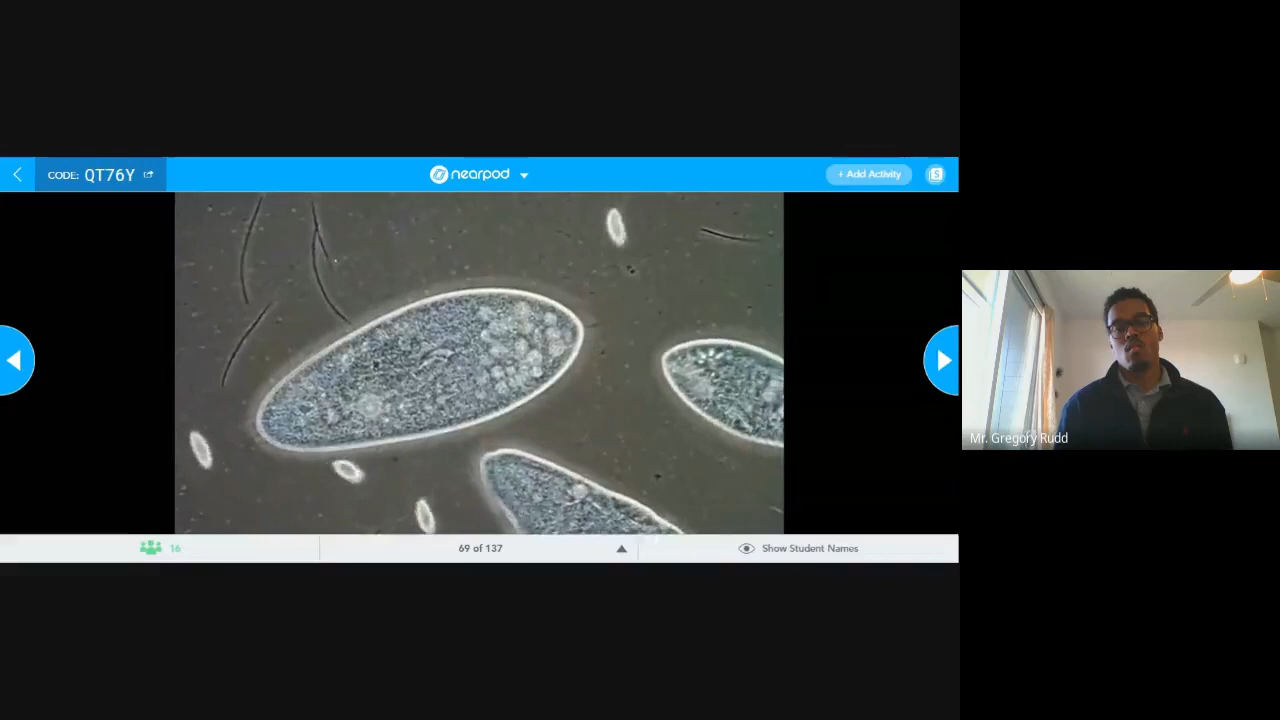 CODE: QT76Y
nearpod
+ Add Activity
S
16
69 of 137
Show Student Names
Mr. Gregory Rudd